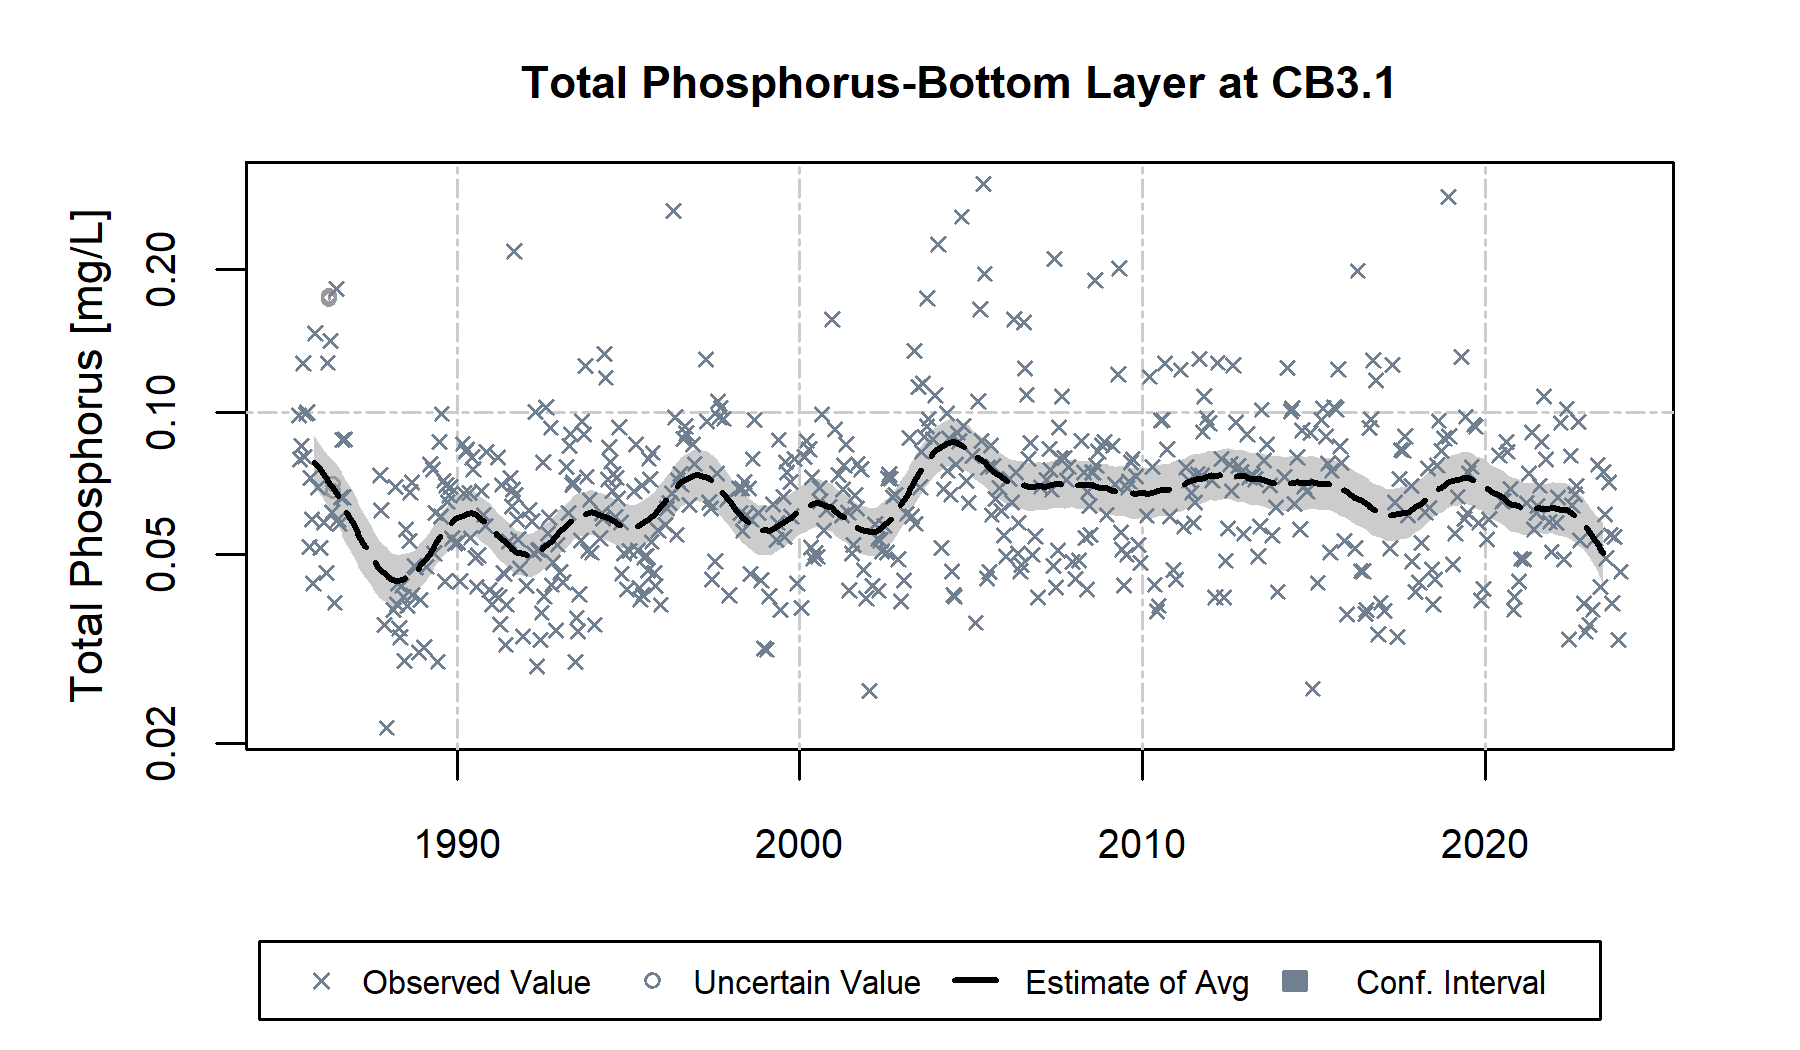 Total Phosphorus-Bottom Layer at CB3.1
Total Phosphorus [mg/L]
0.20
0.10
0.05
0.02
1990 2000 2010 2020
Observed Value Uncertain Value Estimate of Avg Conf. Interval